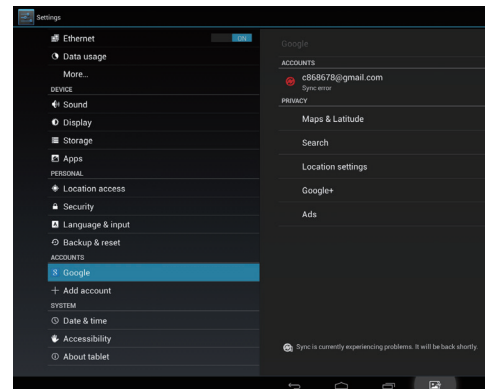 Settings
Ethernet
ON
Data usage
More...
DEVICE
Sound
Display
Storage
Apps
PERSONAL
Location access
Security
Language & input
Backup & reset
ACCOUNTS
Google
Add account
SYSTEM
Date & time
Accessibility
About tablet
Google
ACCOUNTS
c868678@gmail.com
Sync error
PRIVACY
Maps & Latitude
Search
Location settings
Google+
Ads
Sync is currently experiencing problems. It will be back shortly.